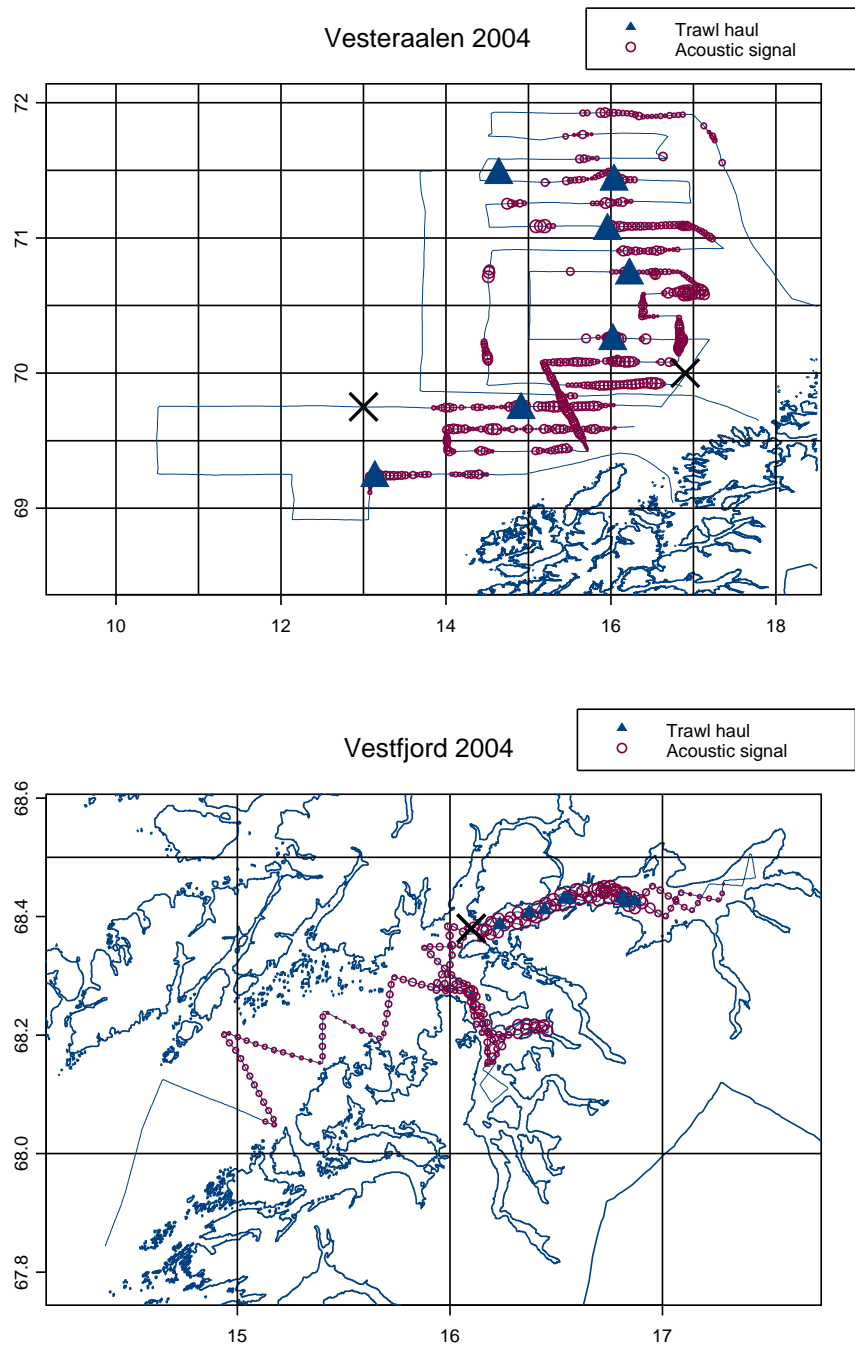 Vesteraalen 2004
Trawl haul
Acoustic signal
72
71
70
69
10
12
14
16
18
Vestfjord 2004
Trawl haul
Acoustic signal
68.6
68.4
68.2
68.0
67.8
15
16
17